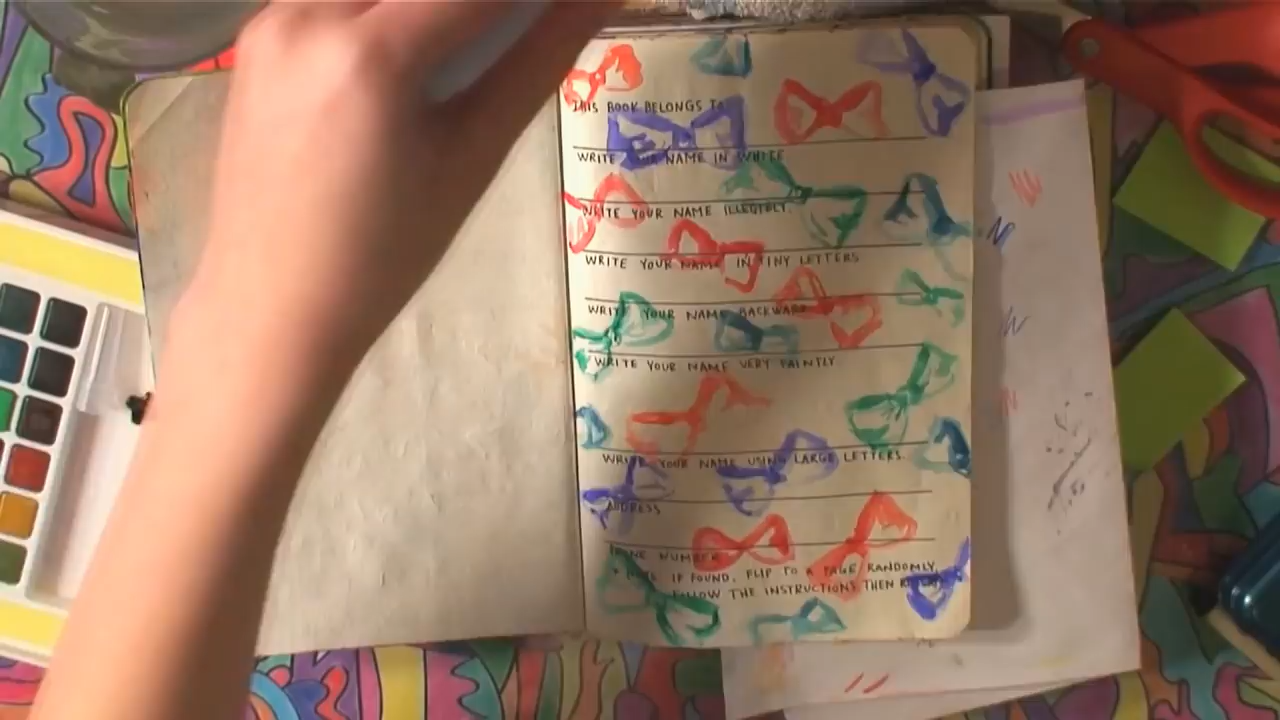 THIS BOOK BELONGS TO
WRITE YOUR NAME IN WHITE
WRITE YOUR NAME ILLEGIBLY.
WRITE YOUR NAME IN TINY LETTERS
WRITE YOUR NAME BACKWARD
WRITE YOUR NAME VERY FAINTLY
WRITE YOUR NAME USING LARGE LETTERS.
ADDRESS
PHONE NUMBER
* NOTE IF FOUND, FLIP TO A PAGE RANDOMLY,
FOLLOW THE INSTRUCTIONS, THEN